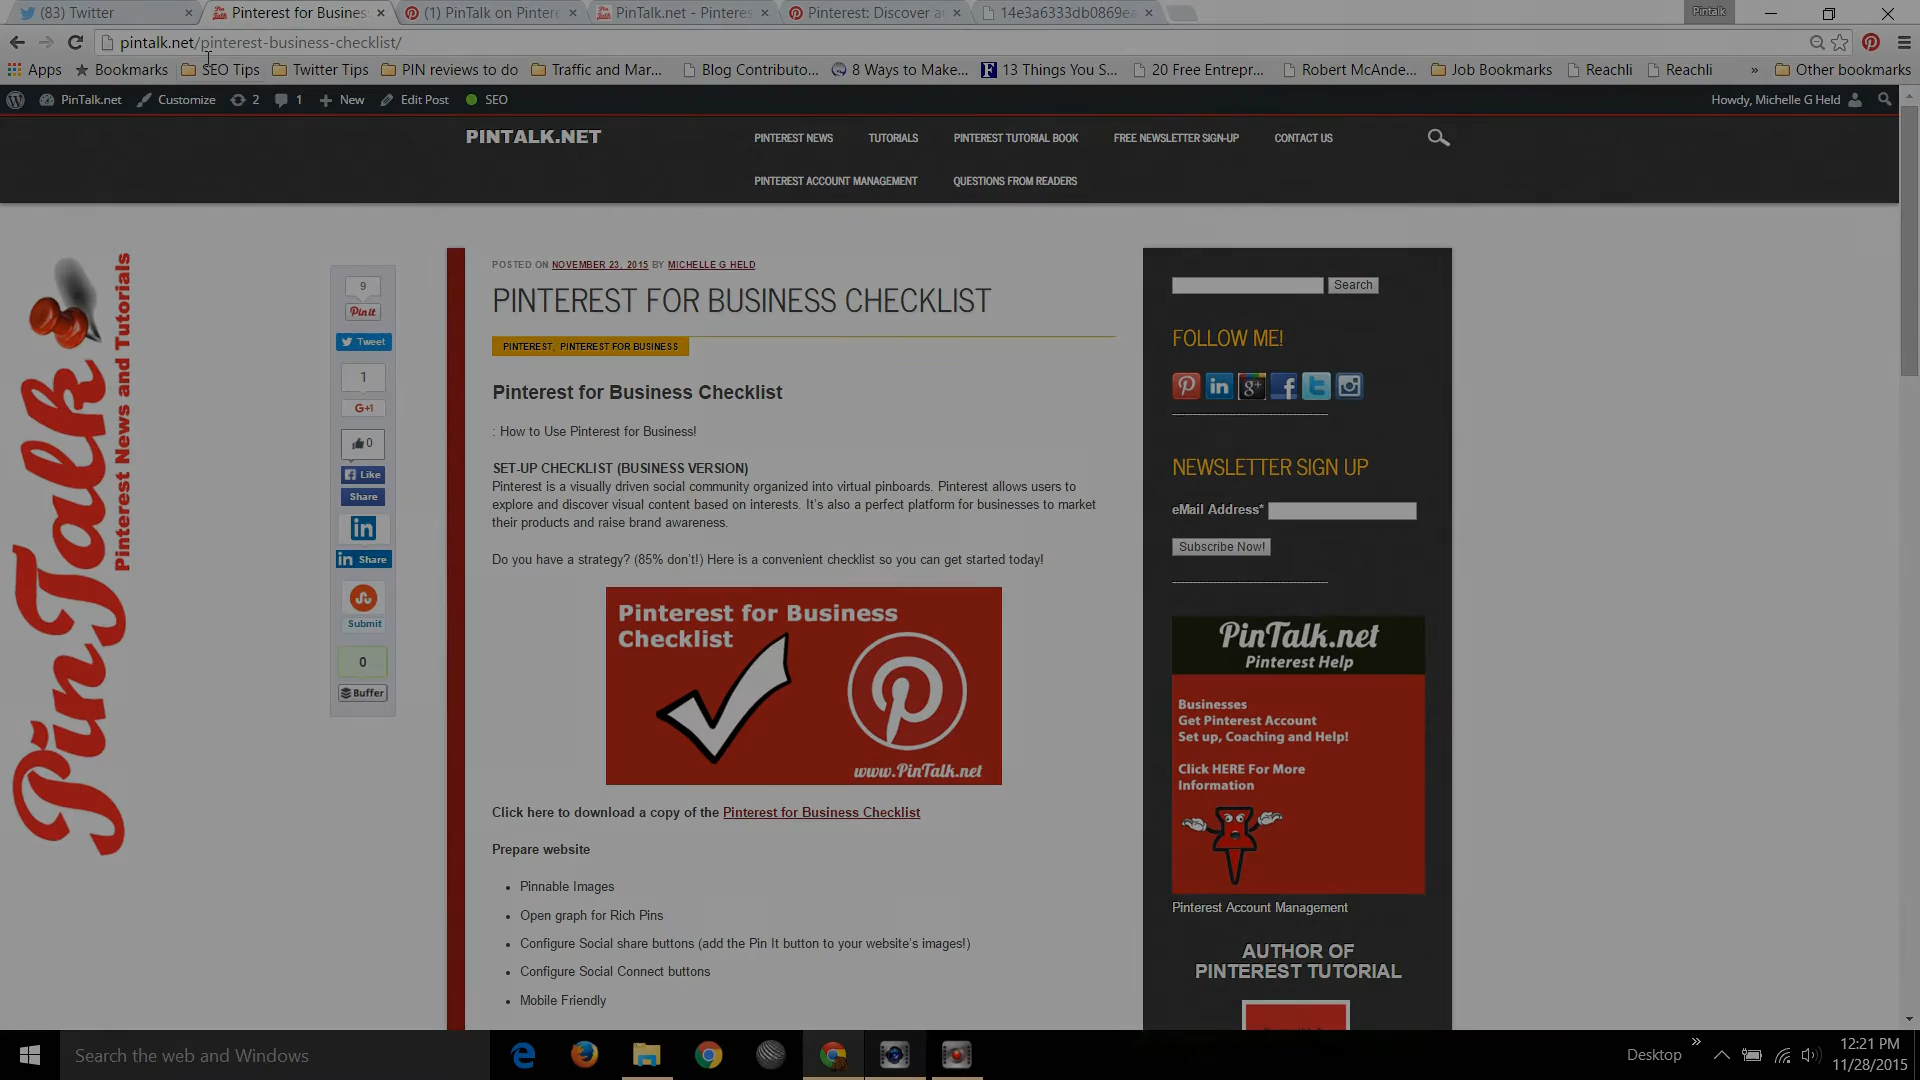 (83) Twitter
Pinterest for Busines
(1) PinTalk on Pintere
PinTalk.net - Pinteres
Pinterest: Discover a
14e3a6333db0869ea
Pintalk
pintalk.net/pinterest-business-checklist/
Apps
Bookmarks
SEO Tips
Twitter Tips
PIN reviews to do
Traffic and Mar...
Blog Contributo...
8 Ways to Make...
13 Things You S...
20 Free Entrepr...
Robert McAnde...
Job Bookmarks
Reachli
Reachli
»
Other bookmarks
PinTalk.net
Customize
2
1
New
Edit Post
SEO
Howdy, Michelle G Held
PINTALK.NET
PINTEREST NEWS
TUTORIALS
PINTEREST TUTORIAL BOOK
FREE NEWSLETTER SIGN-UP
CONTACT US
PINTEREST ACCOUNT MANAGEMENT
QUESTIONS FROM READERS
PinTalk
Pinterest News and Tutorials
9
Pin it
Tweet
1
G+1
0
Like
Share
in
in Share
Submit
0
Buffer
POSTED ON NOVEMBER 23, 2015 BY MICHELLE G HELD
PINTEREST FOR BUSINESS CHECKLIST
PINTEREST, PINTEREST FOR BUSINESS
Pinterest for Business Checklist
: How to Use Pinterest for Business!
SET-UP CHECKLIST (BUSINESS VERSION)
Pinterest is a visually driven social community organized into virtual pinboards. Pinterest allows users to
explore and discover visual content based on interests. It's also a perfect platform for businesses to market
their products and raise brand awareness.
Do you have a strategy? (85% don't!) Here is a convenient checklist so you can get started today!
Pinterest for Business
Checklist
www.PinTalk.net
Click here to download a copy of the Pinterest for Business Checklist
Prepare website
• Pinnable Images
• Open graph for Rich Pins
• Configure Social share buttons (add the Pin It button to your website's images!)
• Configure Social Connect buttons
• Mobile Friendly
Search
FOLLOW ME!
NEWSLETTER SIGN UP
eMail Address*
Subscribe Now!
PinTalk.net
Pinterest Help
Businesses
Get Pinterest Account
Set up, Coaching and Help!
Click HERE For More
Information
Pinterest Account Management
AUTHOR OF
PINTEREST TUTORIAL
Search the web and Windows
Desktop
»
12:21 PM
11/28/2015